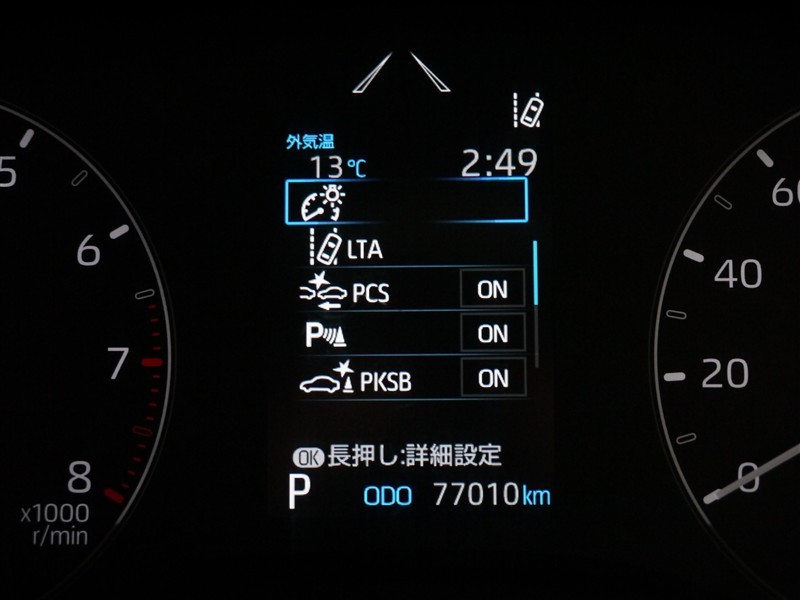 外気温
13℃ 2:49
LTA
PCS ON
P ON
PKSB ON
OK 長押し:詳細設定
P ODO 77010km
5
6
7
8
x1000
r/min
60
40
20
0